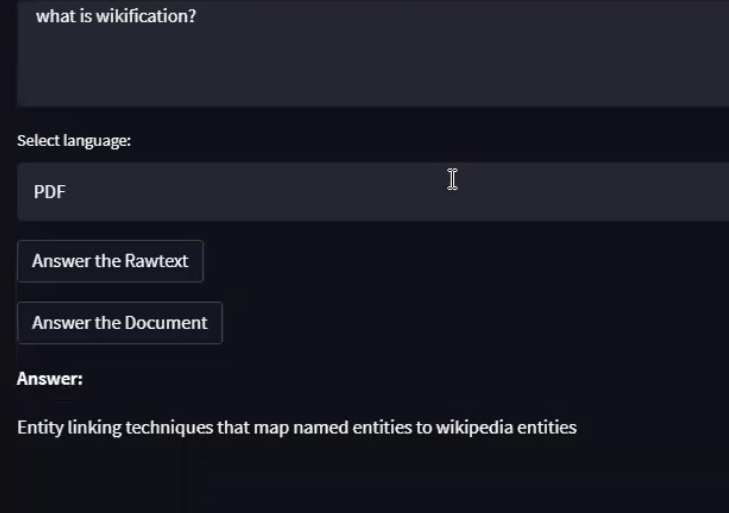 what is wikification?
Select language:
PDF
Answer the Rawtext
Answer the Document
Answer:
Entity linking techniques that map named entities to wikipedia entities